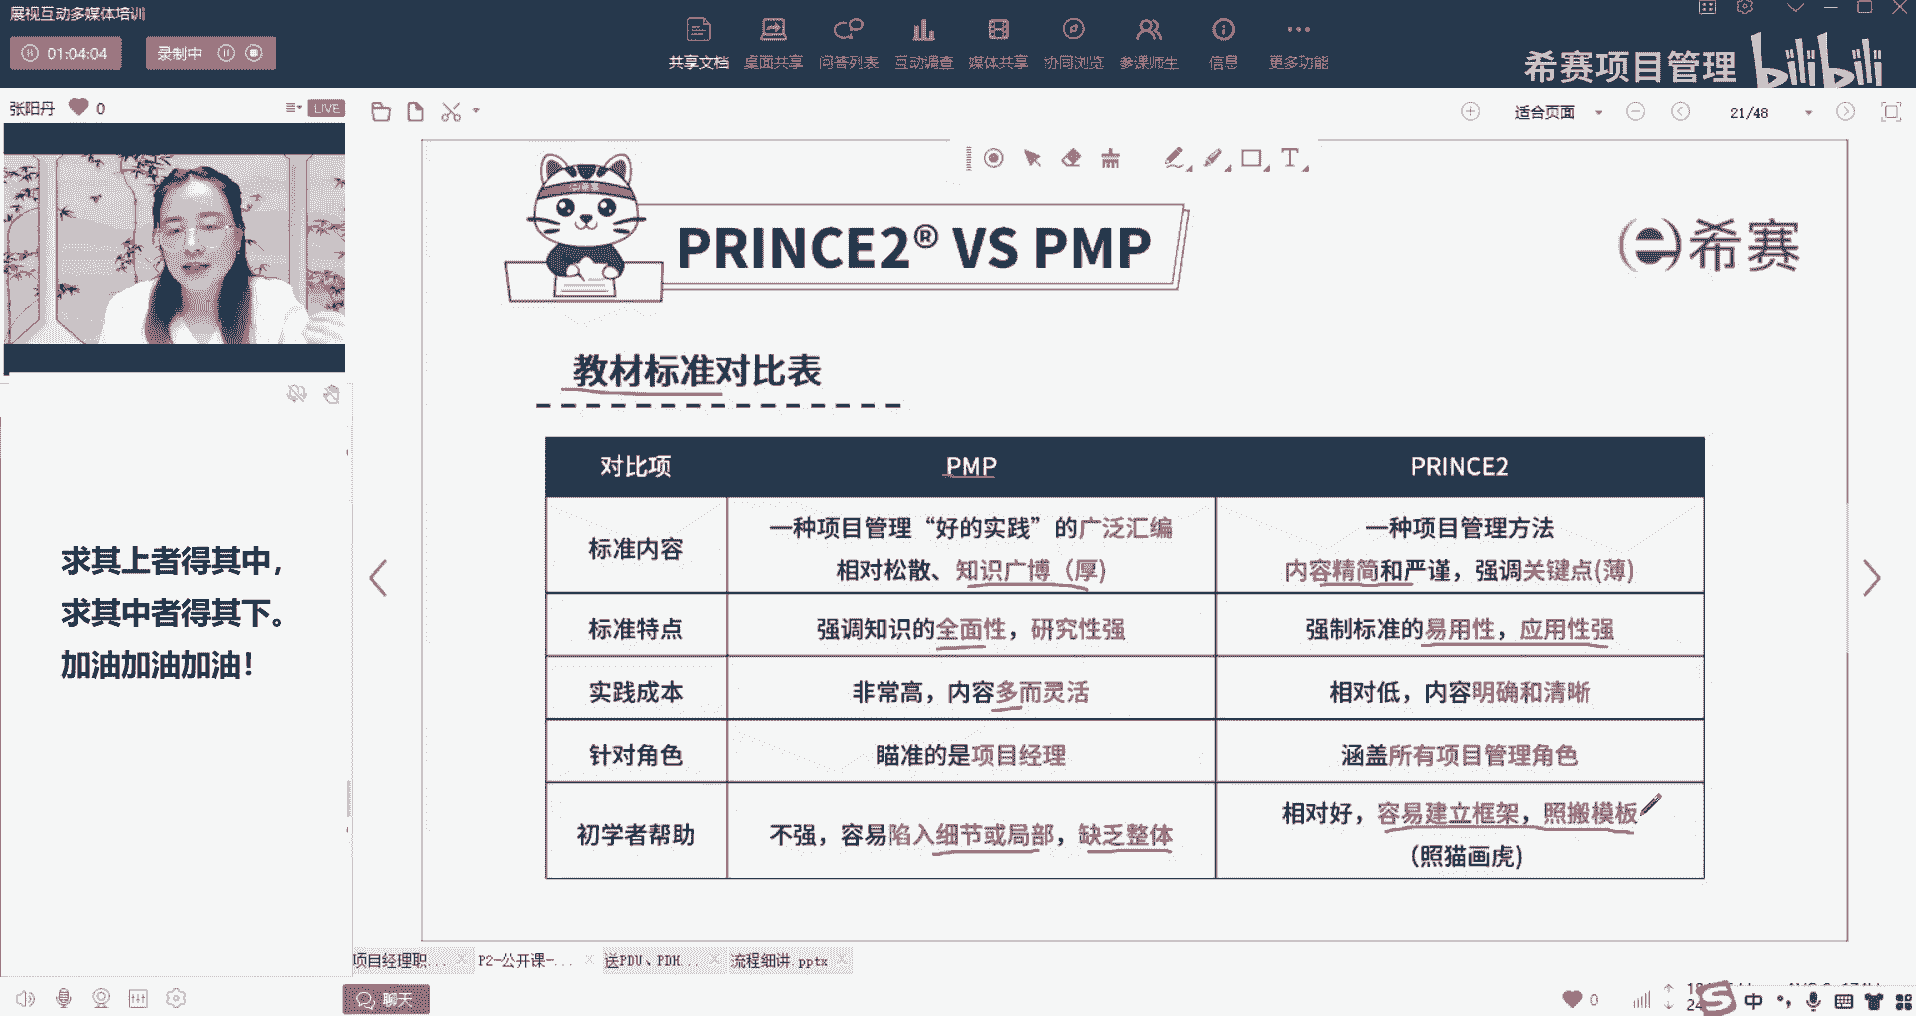 展视互动多媒体培训
01:04:04
录制中
共享文档 桌面共享 问答列表 互动调查 媒体共享 协同浏览 参课师生 信息 更多功能
希赛项目管理 bilibili
张阳丹 0 LIVE
适合页面 21/48
PRINCE2® VS PMP
希赛
教材标准对比表
对比项 PMP PRINCE2
标准内容
一种项目管理“好的实践”的广泛汇编
相对松散、知识广博（厚)
一种项目管理方法
内容精简和严谨，强调关键点(薄)
标准特点 强调知识的全面性，研究性强 强制标准的易用性，应用性强
实践成本 非常高，内容多而灵活 相对低，内容明确和清晰
针对角色 瞄准的是项目经理 涵盖所有项目管理角色
初学者帮助 不强，容易陷入细节或局部，缺乏整体
相对好，容易建立框架，照搬模板
(照猫画虎)
求其上者得其中，
求其中者得其下。
加油加油加油！
项目经理职... P2-公开课-... 送PDU、PDH... 流程细讲.pptx
聊天
0
中